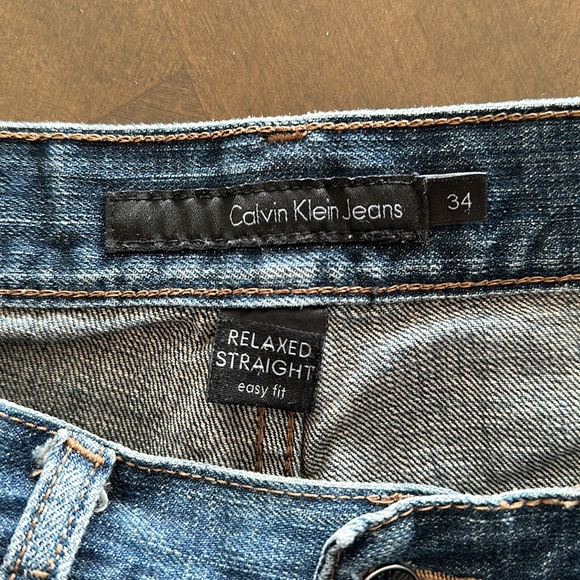 Calvin Klein Jeans
34
RELAXED
STRAIGHT
easy fit